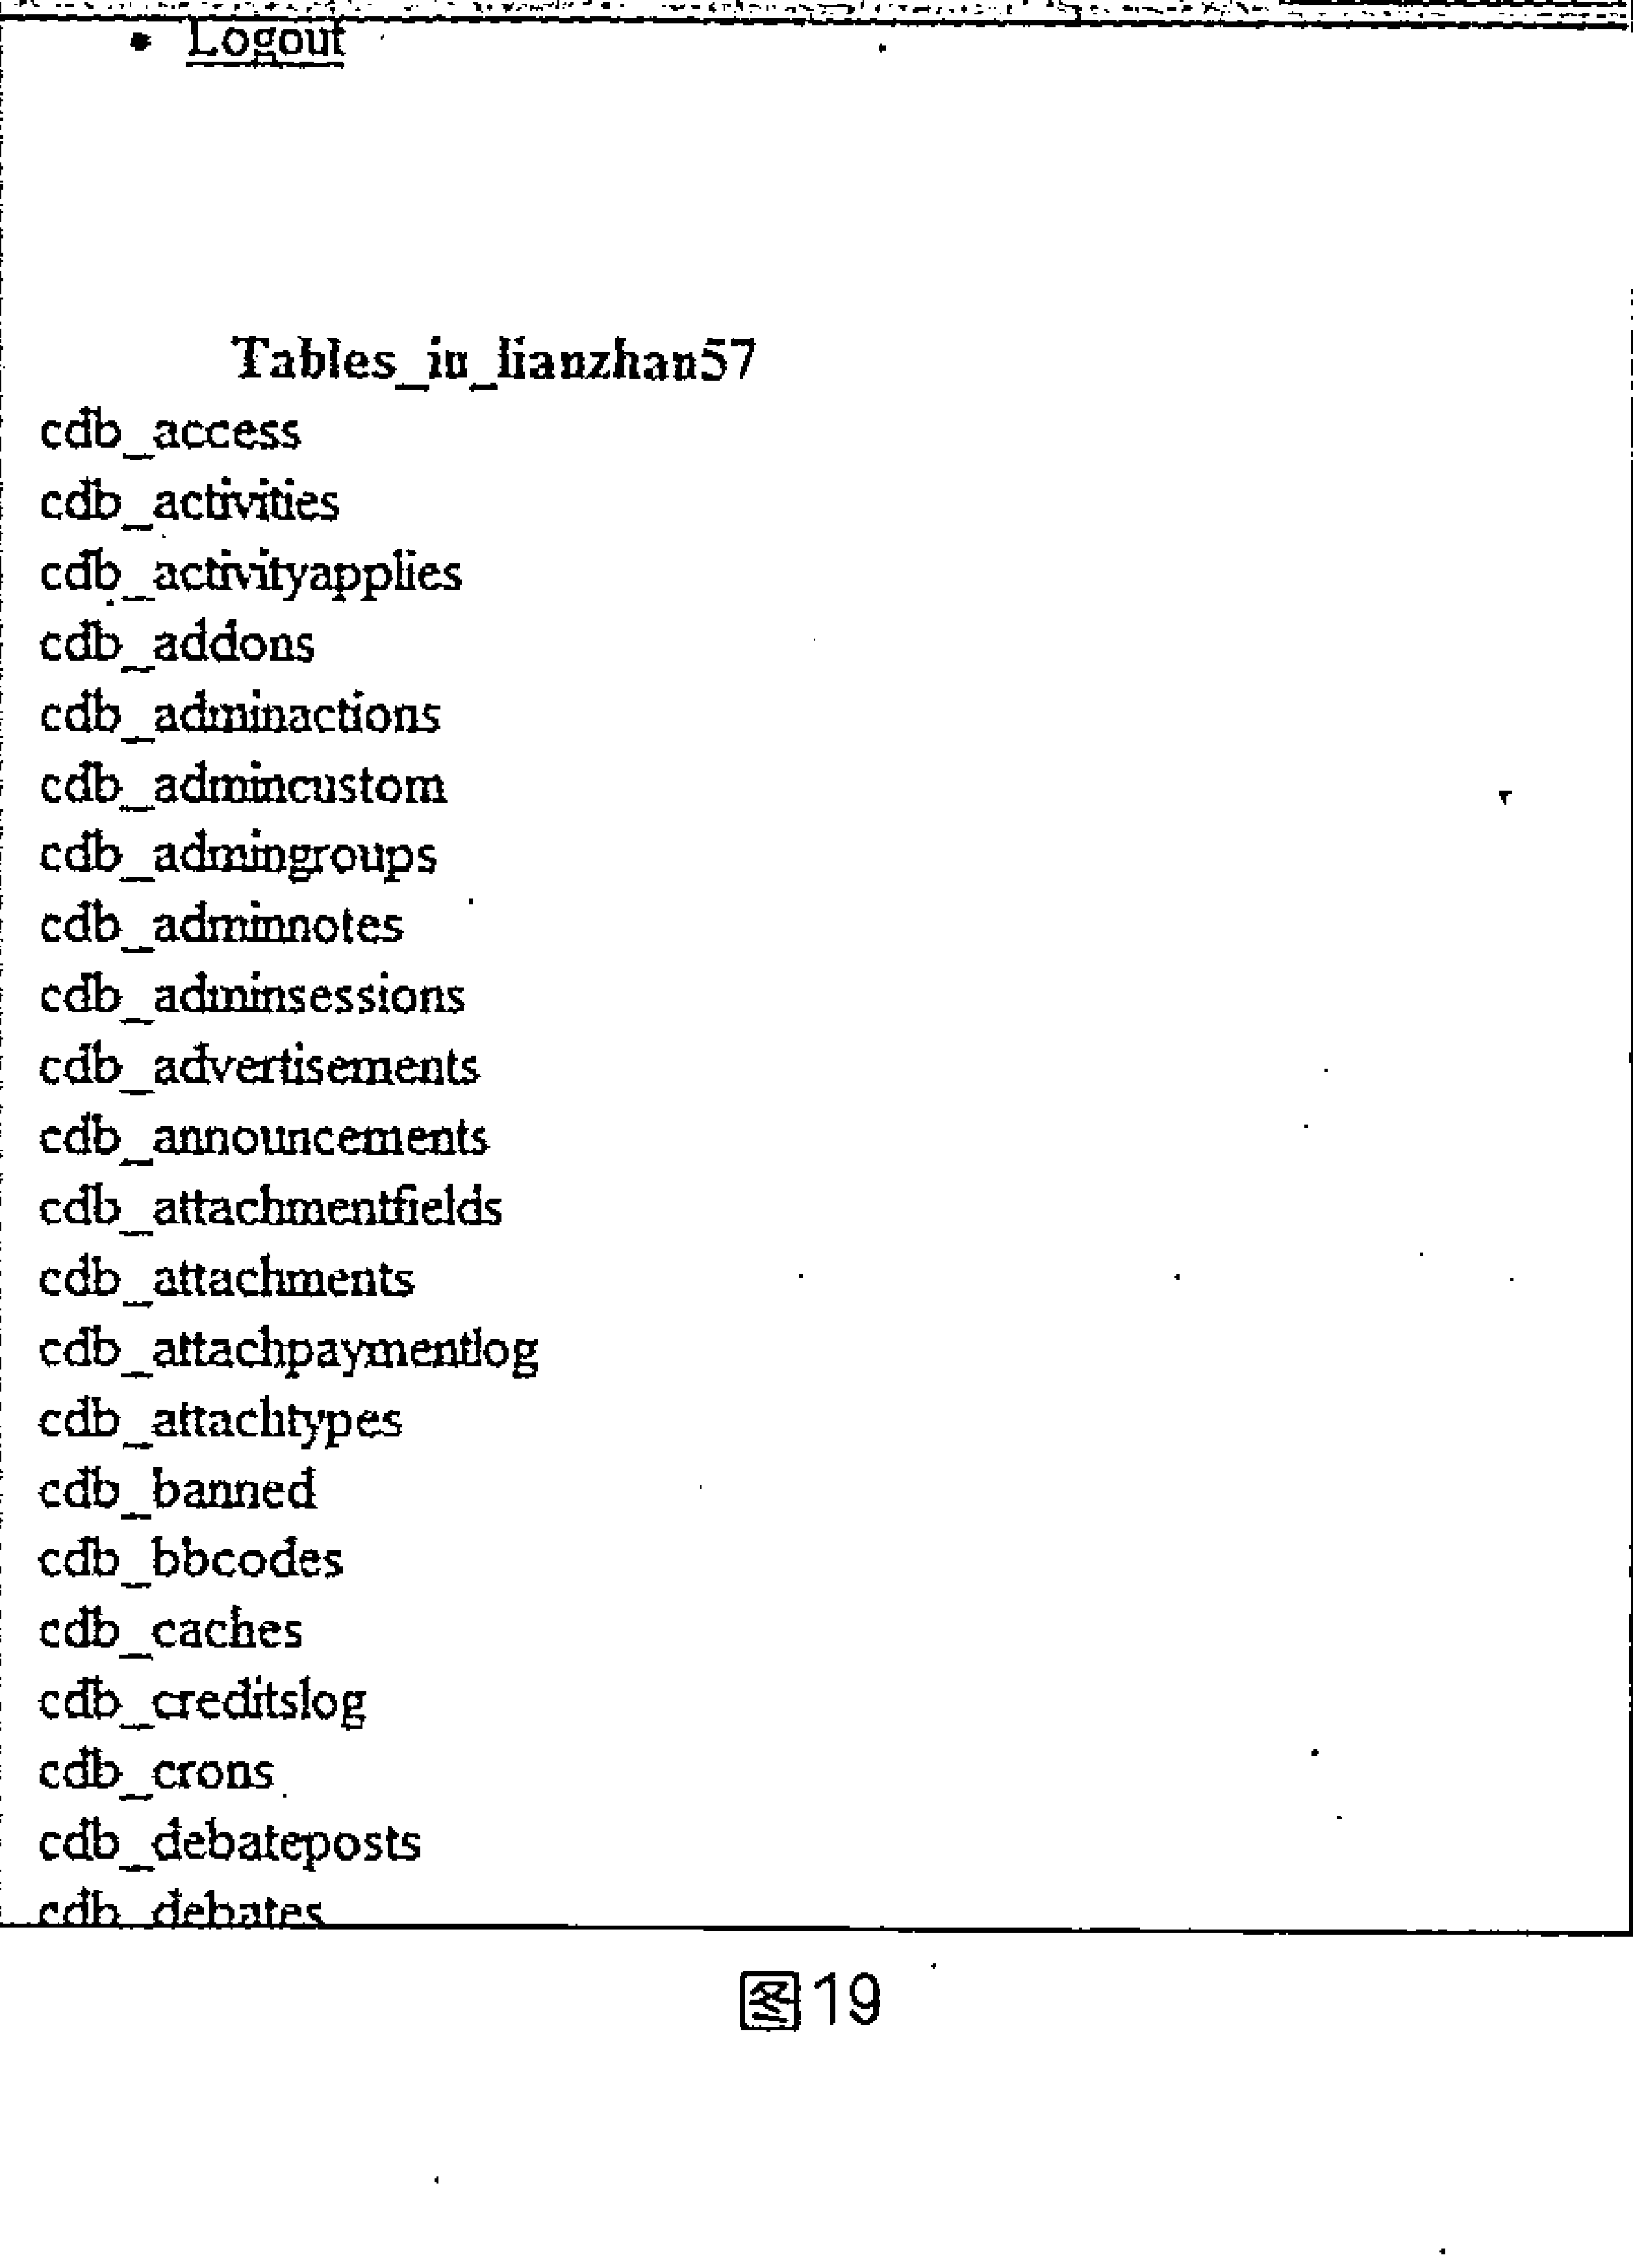 • Logout
Tables_in_lianzhan57
cdb_access
cdb_activities
cdb_activityapplies
cdb_addons
cdb_adminactions
cdb_admincustom
cdb_admingroups
cdb_adminnotes
cdb_adminsessions
cdb_advertisements
cdb_announcements
cdb_attachmentfields
cdb_attachments
cdb_attachpaymentlog
cdb_attachtypes
cdb_banned
cdb_bbcodes
cdb_caches
cdb_creditslog
cdb_crons
cdb_debateposts
cdb_debates
图19